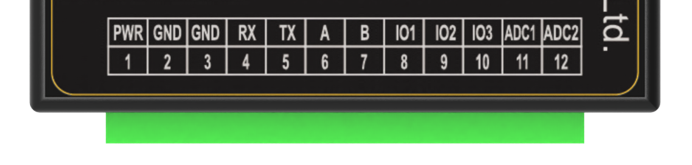 PWR GND GND RX TX A B IO1 IO2 IO3 ADC1 ADC2
1 2 3 4 5 6 7 8 9 10 11 12
Ltd.